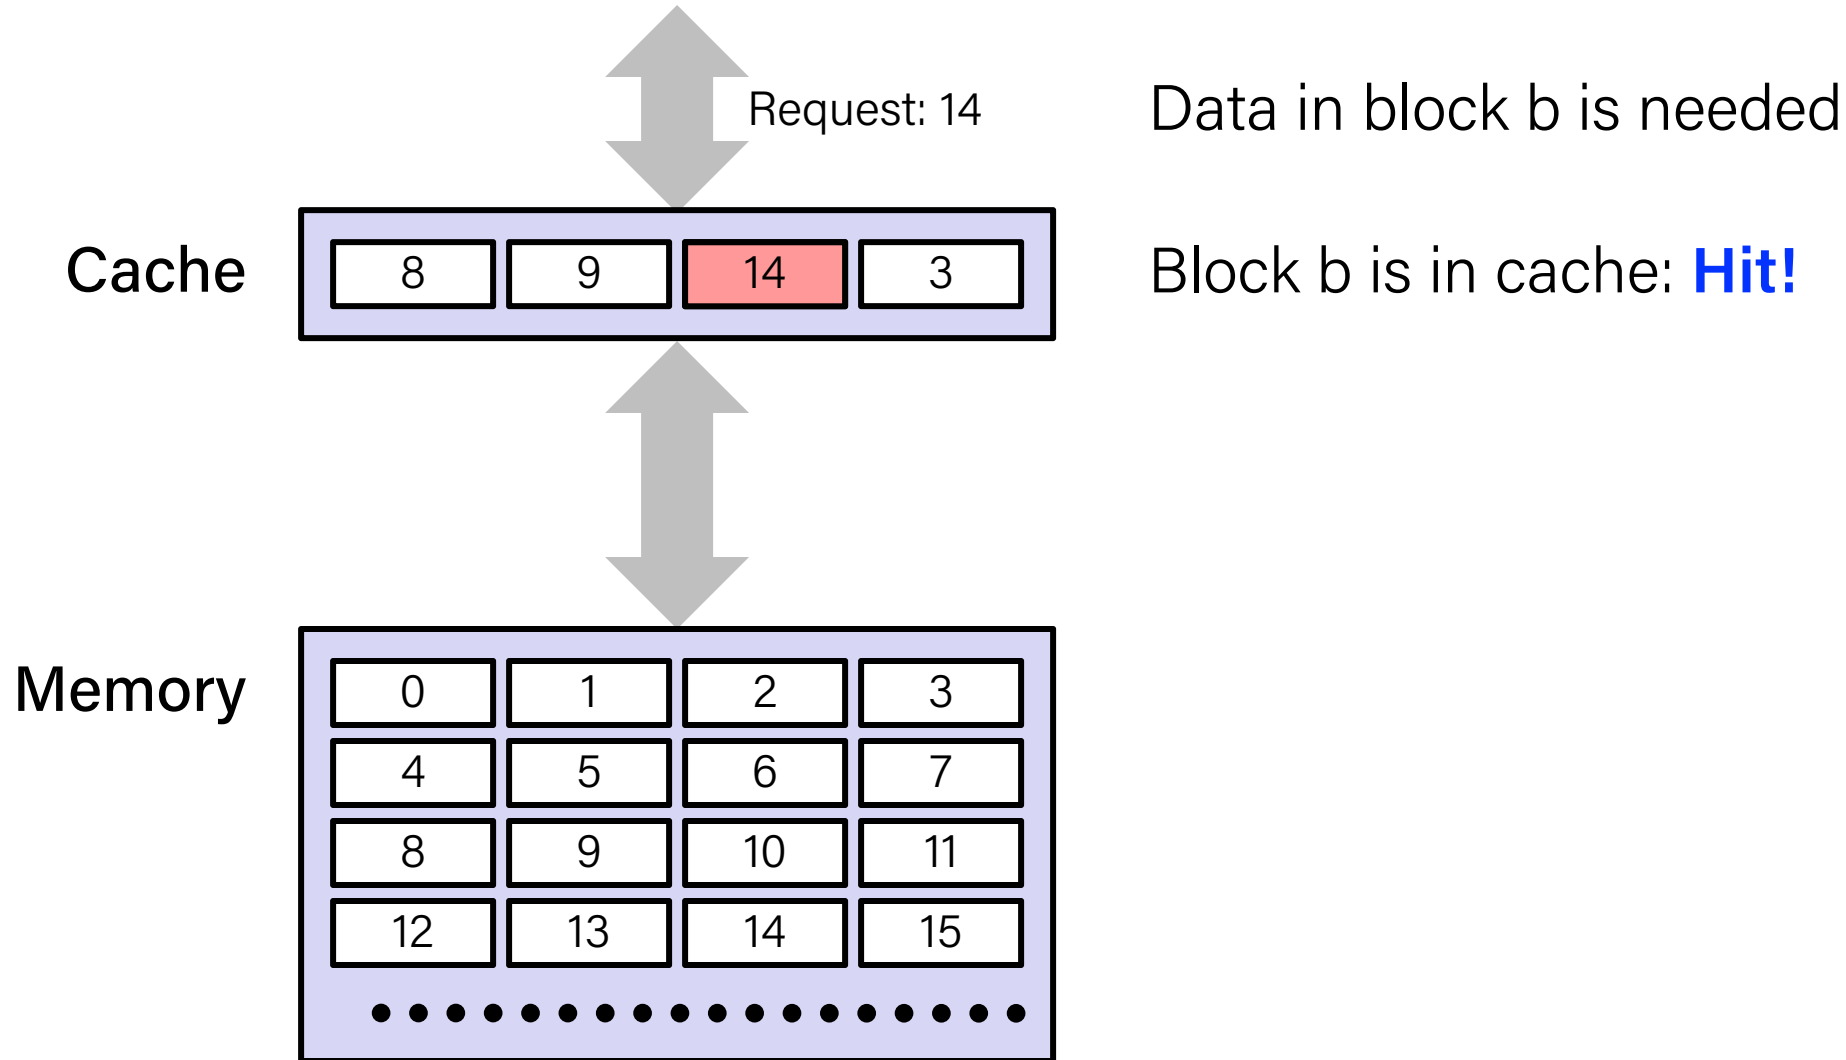 Request: 14
Data in block b is needed
Cache
8 9 14 3
Block b is in cache: Hit!
Memory
0 1 2 3
4 5 6 7
8 9 10 11
12 13 14 15